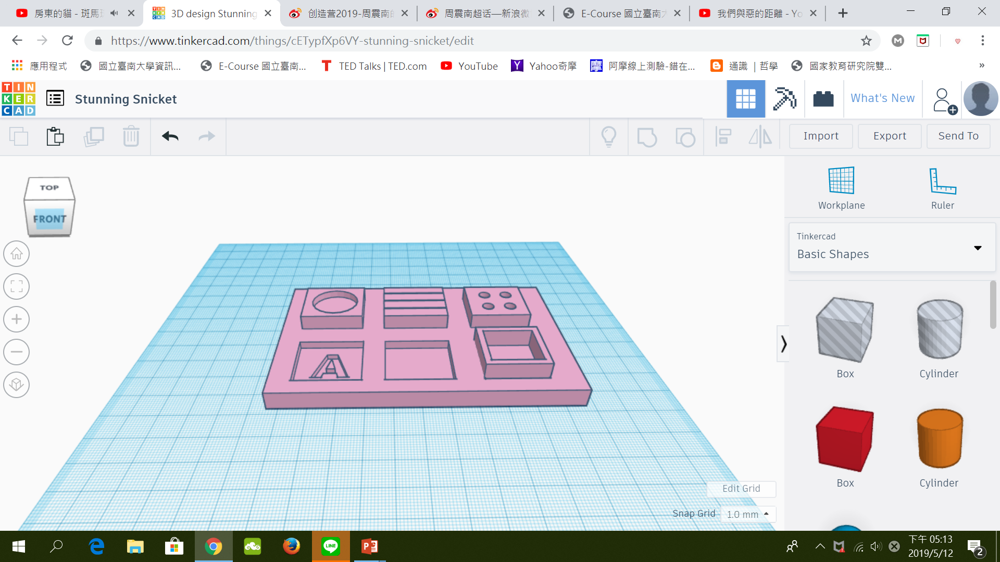 房東的貓 - 斑馬
3D design Stunning
创造营2019-周震南
周震南超话—新浪微
E-Course 國立臺南
我們與惡的距離 - Yo
https://www.tinkercad.com/things/cETypfXp6VY-stunning-snicket/edit
應用程式
國立臺南大學資訊...
E-Course 國立臺南...
TED Talks | TED.com
YouTube
Yahoo奇摩
阿摩線上測驗-錯在...
通識 | 哲學
國家教育研究院雙...
»
TIN
KER
CAD
Stunning Snicket
What's New
Import
Export
Send To
TOP
FRONT
Workplane
Ruler
Tinkercad
Basic Shapes
A
Box
Cylinder
Box
Cylinder
Edit Grid
Snap Grid
1.0 mm
LINE
下午 05:13
2019/5/12
2